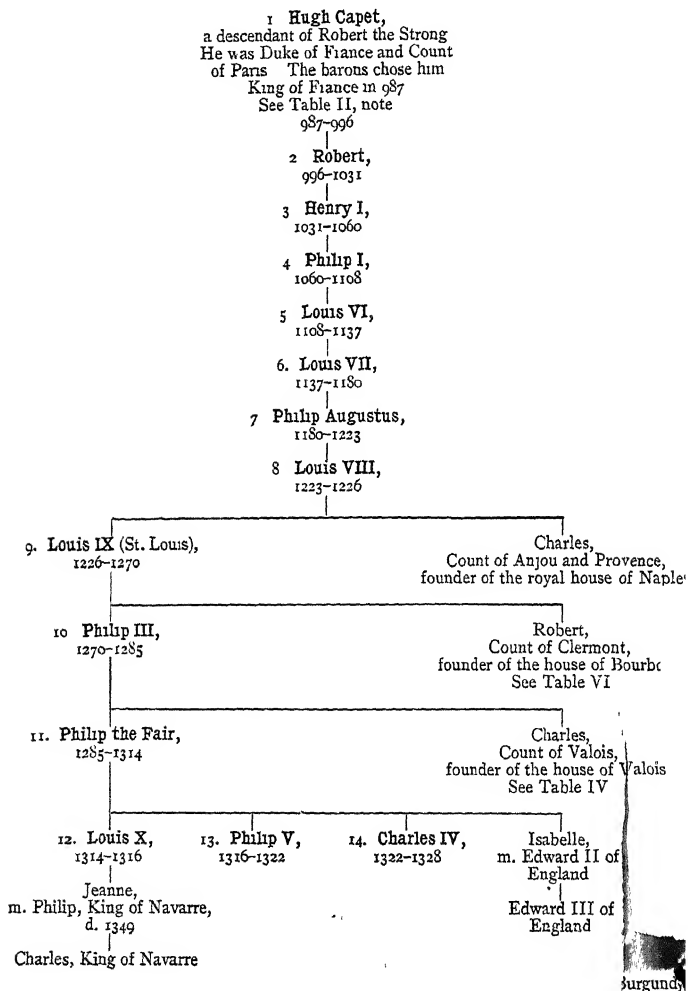 1 Hugh Capet,
a descendant of Robert the Strong
He was Duke of France and Count
of Paris The barons chose him
King of France in 987
See Table II, note
987–996
2 Robert,
996–1031
3 Henry I,
1031–1060
4 Philip I,
1060–1108
5 Louis VI,
1108–1137
6. Louis VII,
1137–1180
7 Philip Augustus,
1180–1223
8 Louis VIII,
1223–1226
9. Louis IX (St. Louis),
1226–1270
Charles,
Count of Anjou and Provence,
founder of the royal house of Naple
10 Philip III,
1270–1285
Robert,
Count of Clermont,
founder of the house of Bourb
See Table VI
11. Philip the Fair,
1285–1314
Charles,
Count of Valois,
founder of the house of Valois
See Table IV
12. Louis X,
1314–1316
13. Philip V,
1316–1322
14. Charles IV,
1322–1328
Isabelle,
m. Edward II of
England
Jeanne,
m. Philip, King of Navarre,
d. 1349
Edward III of
England
Charles, King of Navarre
Burgundy